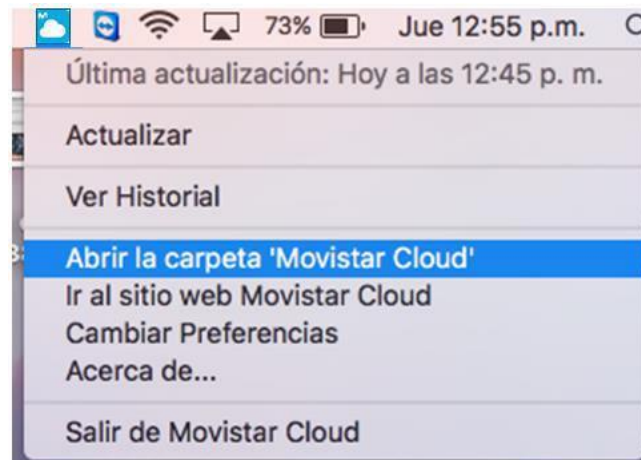 73% Jue 12:55 p.m.
Última actualización: Hoy a las 12:45 p. m.
Actualizar
Ver Historial
Abrir la carpeta 'Movistar Cloud'
Ir al sitio web Movistar Cloud
Cambiar Preferencias
Acerca de...
Salir de Movistar Cloud